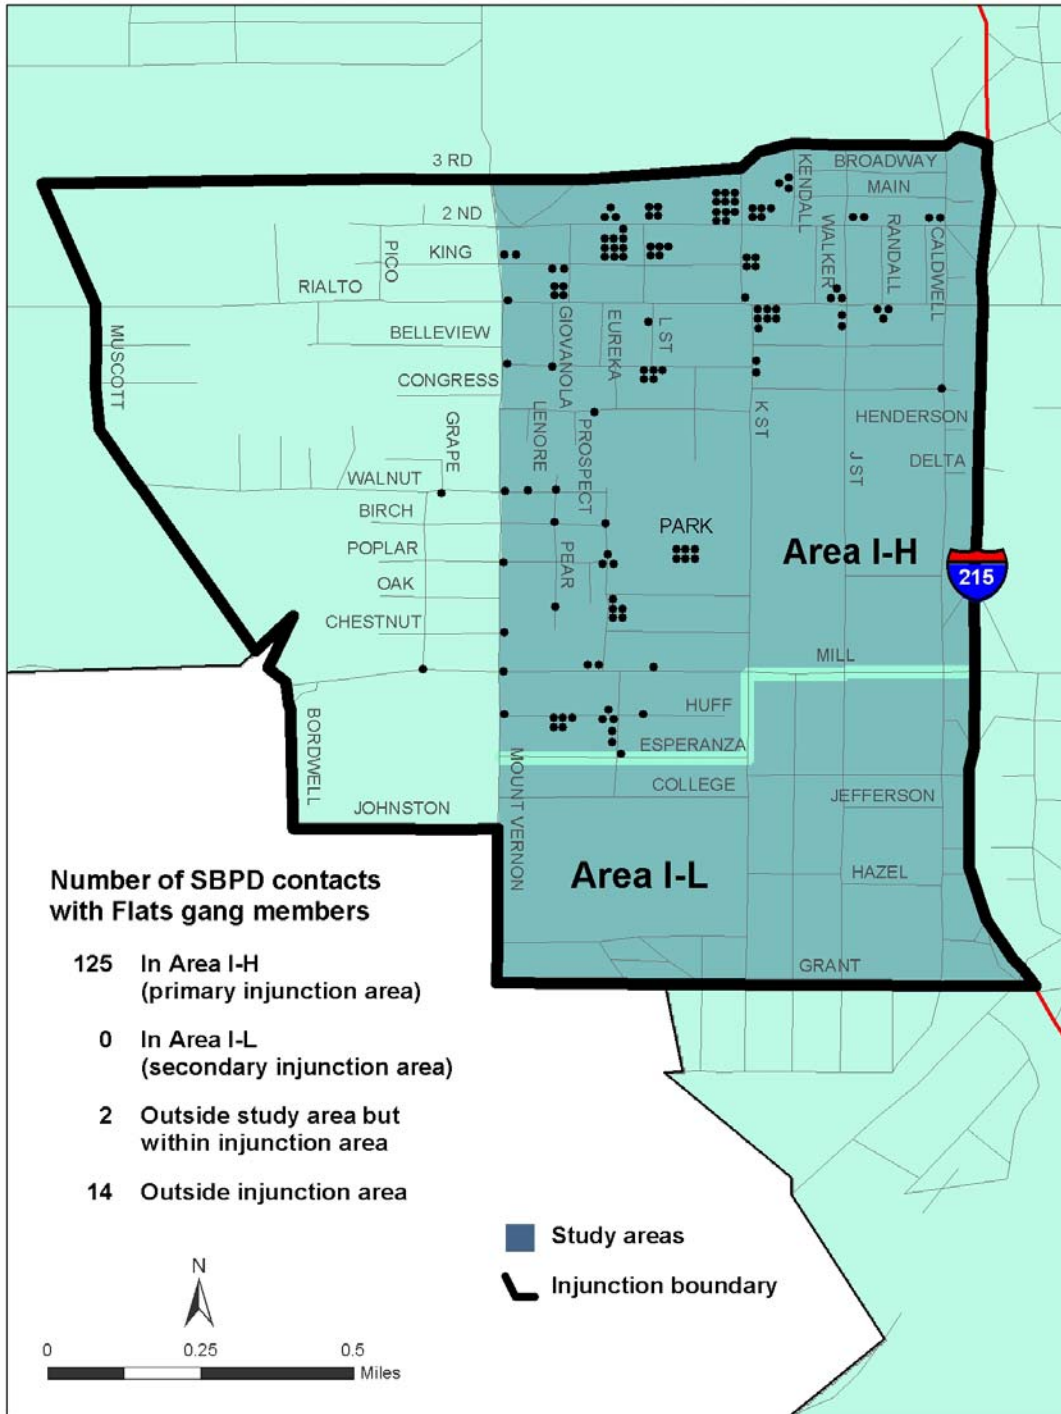 3 RD
BROADWAY
KENDALL
MAIN
2 ND
WALKER
RANDALL
CALDWELL
PICO
KING
RIALTO
GIOVANOLA
EUREKA
L ST
MUSCOTT
BELLEVIEW
CONGRESS
K ST
HENDERSON
GRAPE
LENORE
PROSPECT
J ST
DELTA
WALNUT
BIRCH
PARK
POPLAR
PEAR
Area I-H
215
OAK
CHESTNUT
MILL
BORDWELL
HUFF
ESPERANZA
MOUNT VERNON
COLLEGE
JEFFERSON
JOHNSTON
Area I-L
HAZEL
GRANT
Number of SBPD contacts
with Flats gang members
125 In Area I-H
(primary injunction area)
0 In Area I-L
(secondary injunction area)
2 Outside study area but
within injunction area
14 Outside injunction area
Study areas
Injunction boundary
N
0 0.25 0.5
Miles